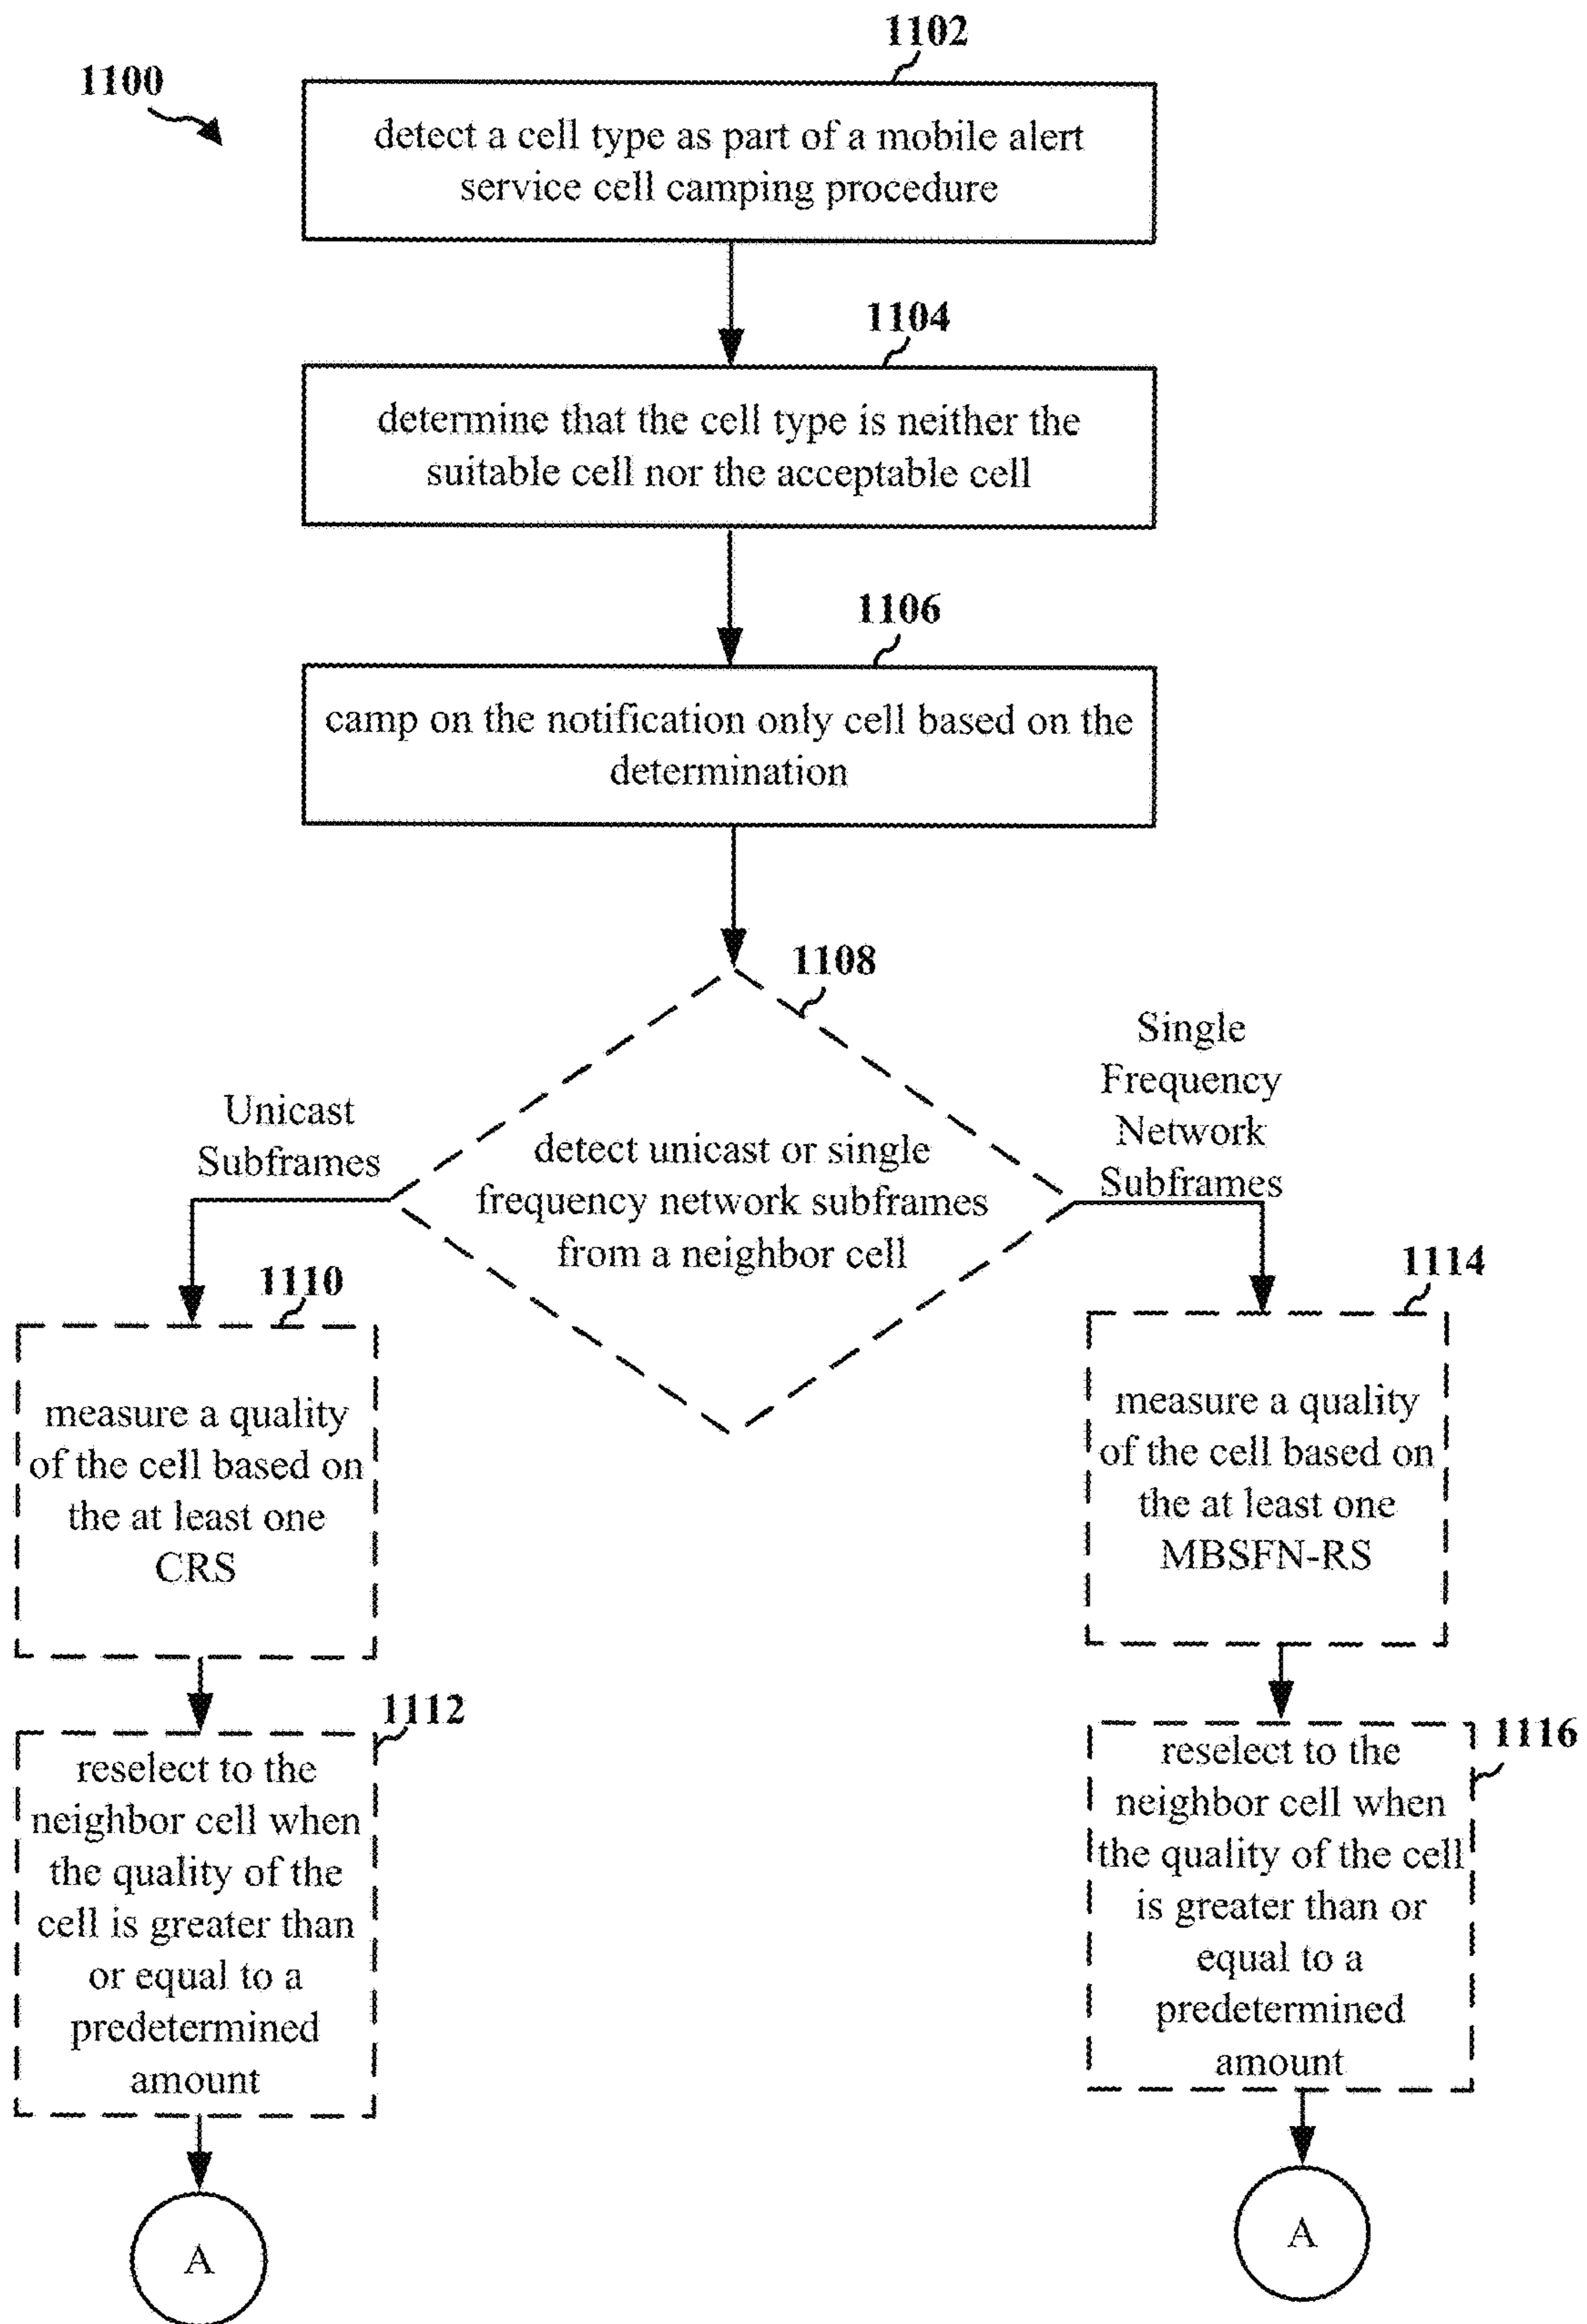 1100
1102
detect a cell type as part of a mobile alert
service cell camping procedure
1104
determine that the cell type is neither the
suitable cell nor the acceptable cell
1106
camp on the notification only cell based on the
determination
1108
detect unicast or single
frequency network subframes
from a neighbor cell
Unicast
Subframes
Single
Frequency
Network
Subframes
1110
measure a quality
of the cell based on
the at least one
CRS
1112
reselect to the
neighbor cell when
the quality of the
cell is greater than
or equal to a
predetermined
amount
A
1114
measure a quality
of the cell based on
the at least one
MBSFN-RS
1116
reselect to the
neighbor cell when
the quality of the cell
is greater than or
equal to a
predetermined
amount
A